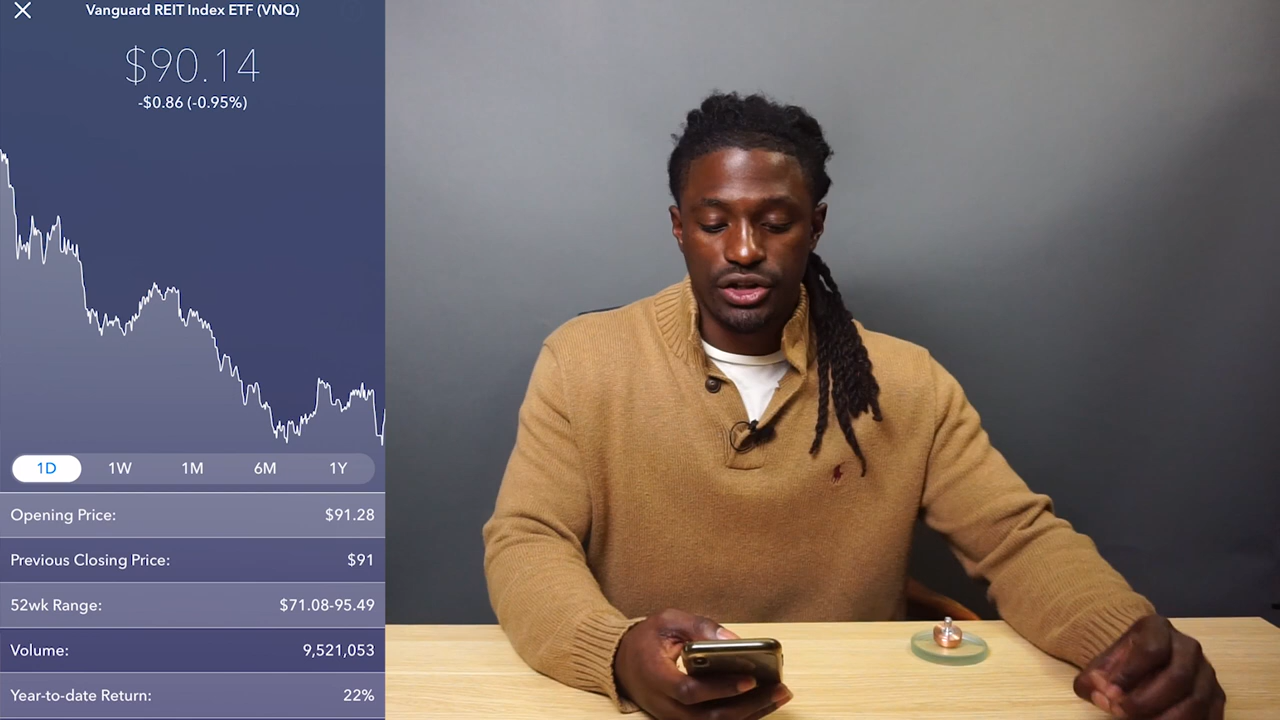 Vanguard REIT Index ETF (VNQ)
$90.14
-$0.86 (-0.95%)
1D 1W 1M 6M 1Y
Opening Price: $91.28
Previous Closing Price: $91
52wk Range: $71.08-95.49
Volume: 9,521,053
Year-to-date Return: 22%